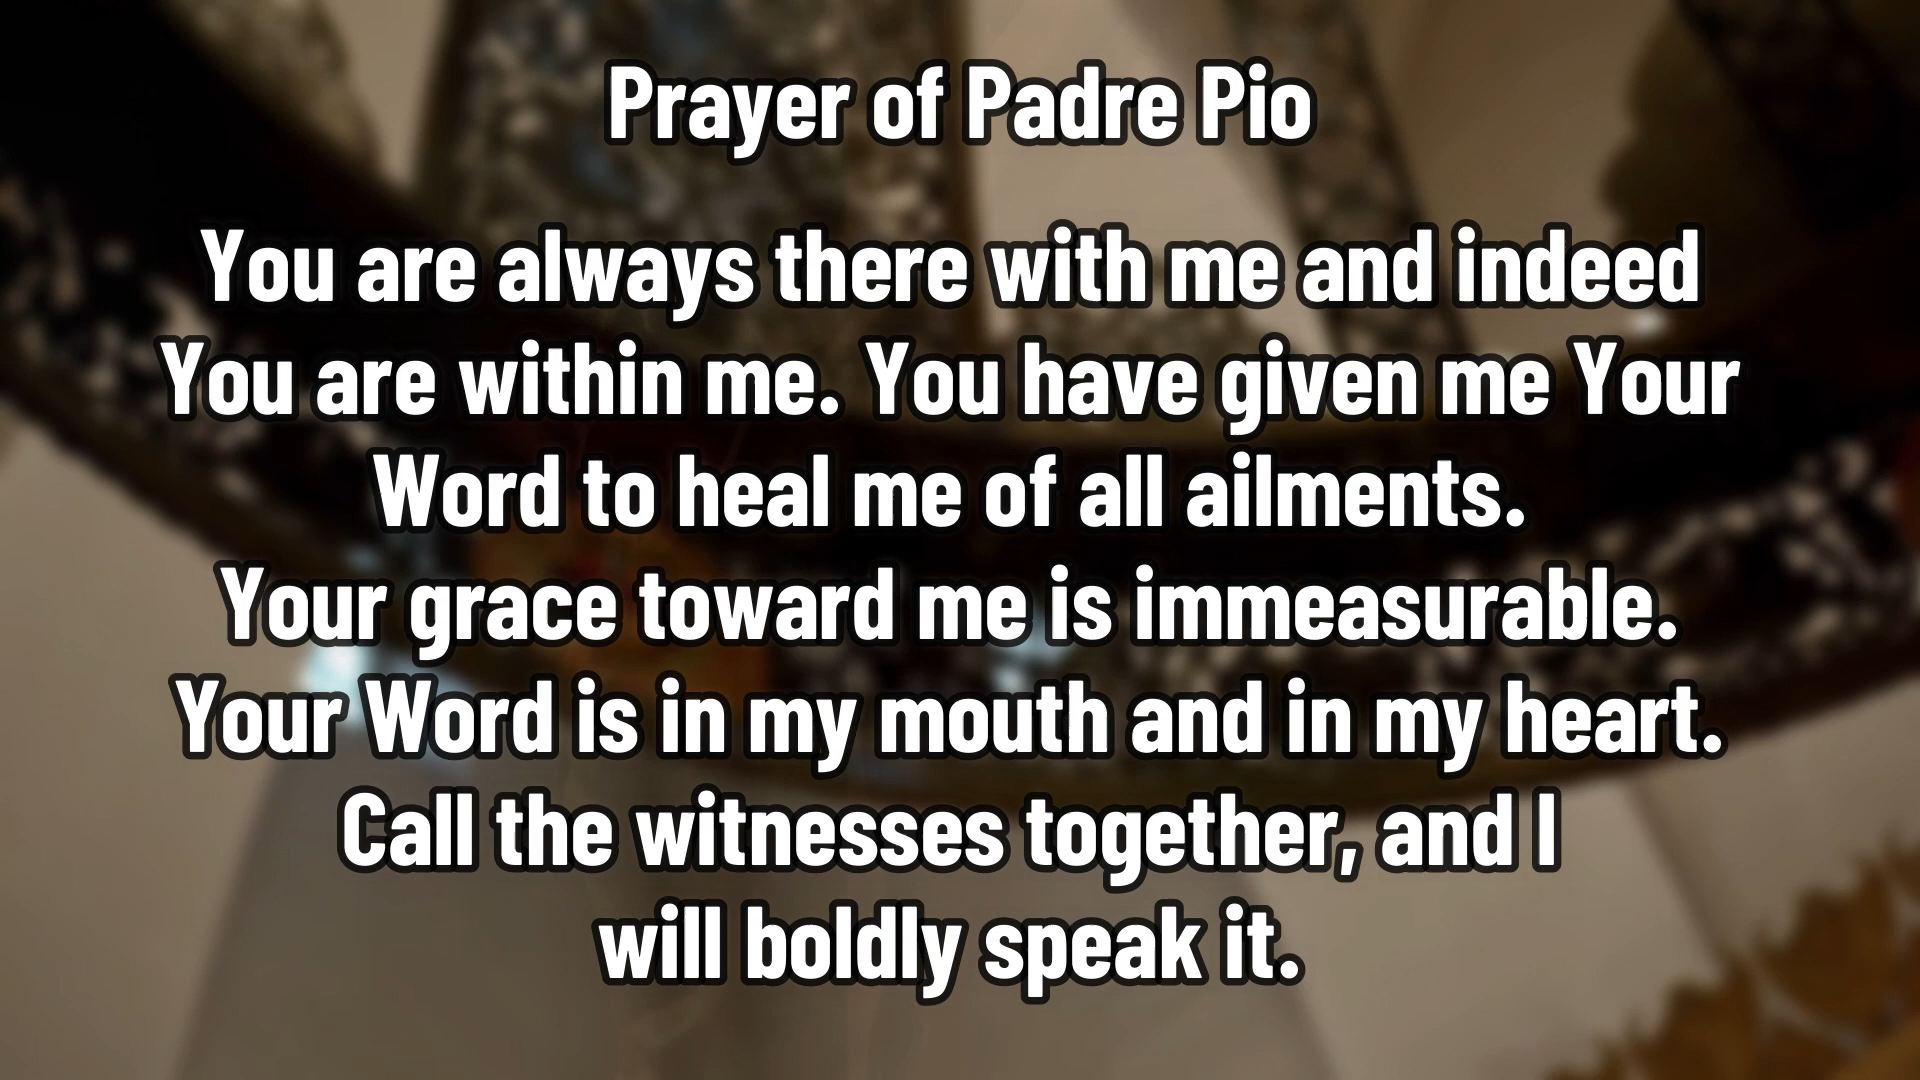 Prayer of Padre Pio
You are always there with me and indeed
You are within me. You have given me Your
Word to heal me of all ailments.
Your grace toward me is immeasurable.
Your Word is in my mouth and in my heart.
Call the witnesses together, and I
will boldly speak it.